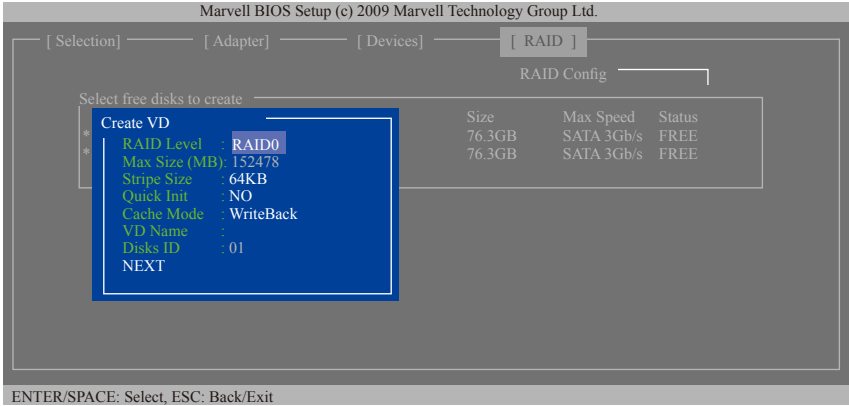 Marvell BIOS Setup (c) 2009 Marvell Technology Group Ltd.
[ Selection] [ Adapter] [ Devices] [ RAID ]
RAID Config
Select free disks to create
Size Max Speed Status
* 76.3GB SATA 3Gb/s FREE
* 76.3GB SATA 3Gb/s FREE
Create VD
RAID Level : RAID0
Max Size (MB): 152478
Stripe Size : 64KB
Quick Init : NO
Cache Mode : WriteBack
VD Name :
Disks ID : 01
NEXT
ENTER/SPACE: Select, ESC: Back/Exit